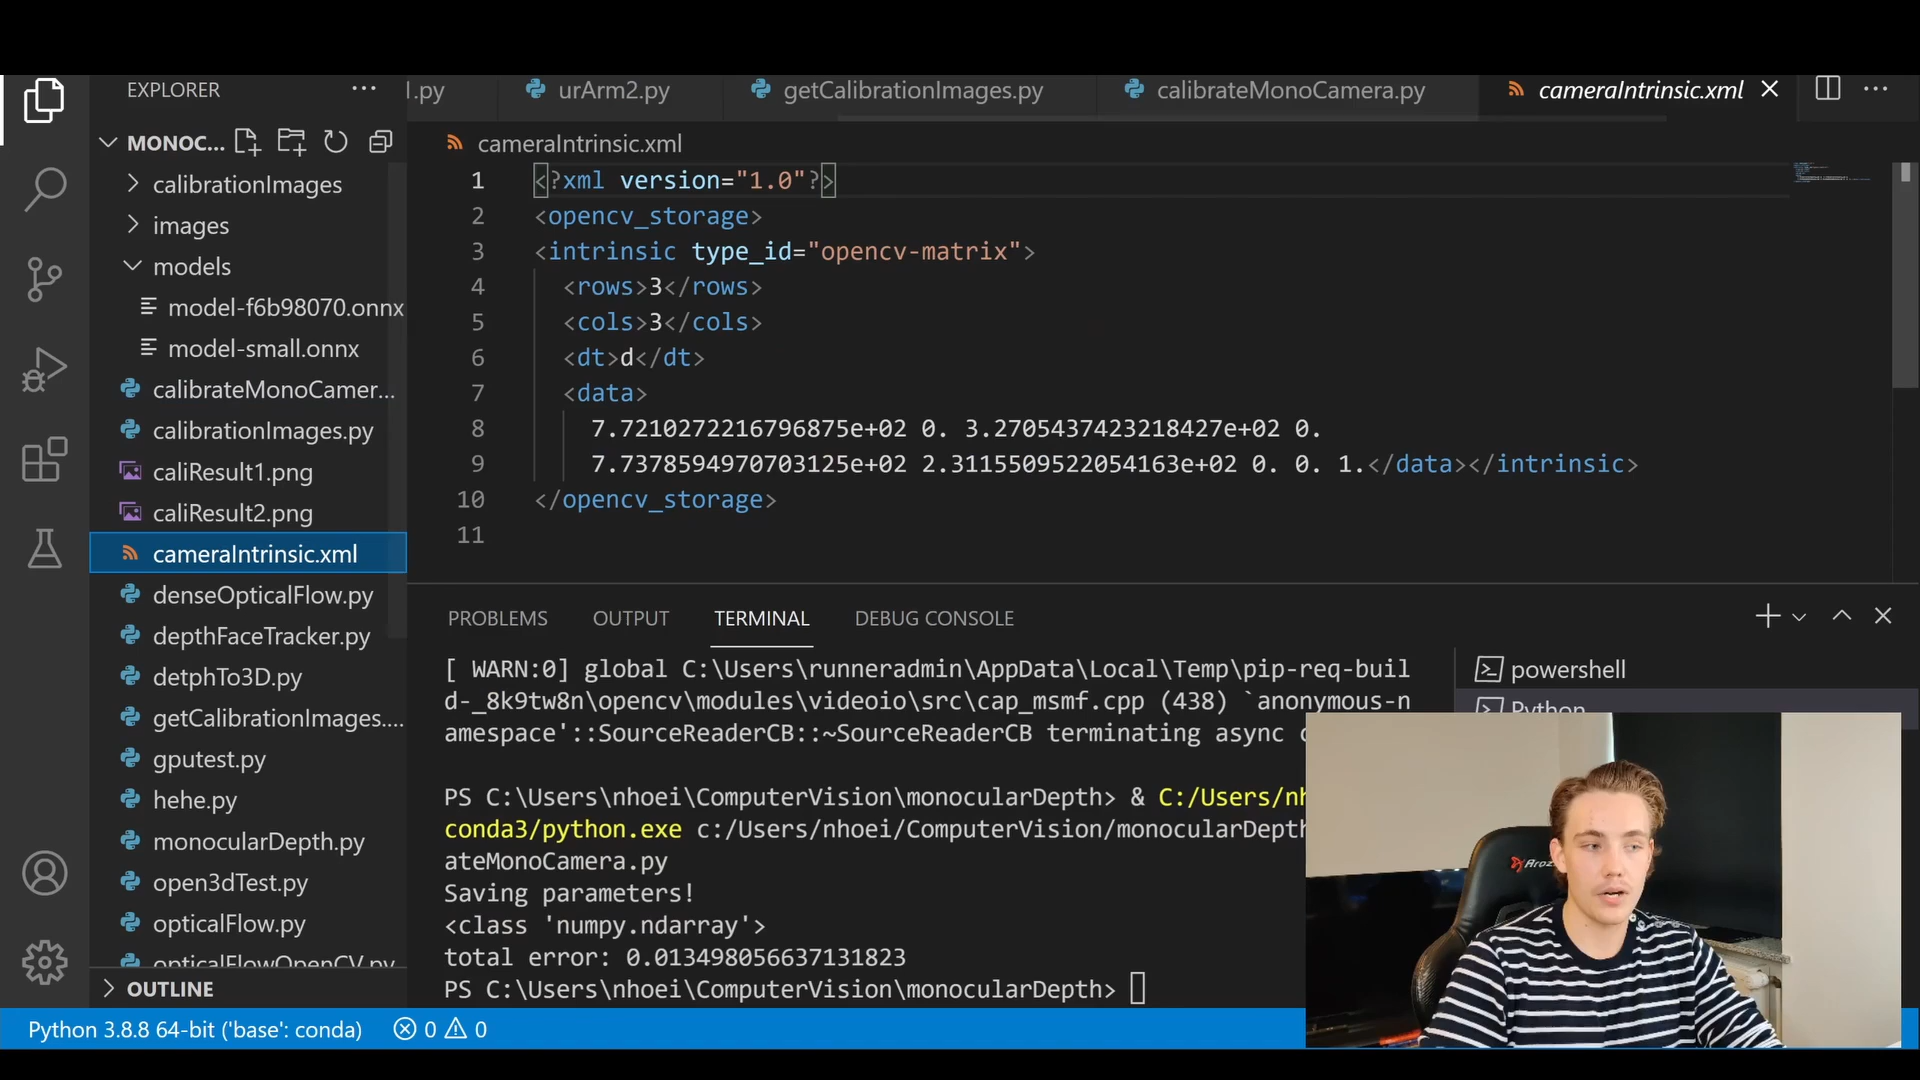 EXPLORER
MONOC...
calibrationImages
images
models
model-f6b98070.onnx
model-small.onnx
calibrateMonoCamer...
calibrationImages.py
caliResult1.png
caliResult2.png
cameraIntrinsic.xml
denseOpticalFlow.py
depthFaceTracker.py
detphTo3D.py
getCalibrationImages....
gputest.py
hehe.py
monocularDepth.py
open3dTest.py
opticalFlow.py
opticalFlowOpenCV.py
OUTLINE
l.py urArm2.py getCalibrationImages.py calibrateMonoCamera.py cameraIntrinsic.xml
cameraIntrinsic.xml
1 <?xml version="1.0"?>
2 <opencv_storage>
3 <intrinsic type_id="opencv-matrix">
4 <rows>3</rows>
5 <cols>3</cols>
6 <dt>d</dt>
7 <data>
8 7.7210272216796875e+02 0. 3.2705437423218427e+02 0.
9 7.7378594970703125e+02 2.3115509522054163e+02 0. 0. 1.</data></intrinsic>
10 </opencv_storage>
11
PROBLEMS OUTPUT TERMINAL DEBUG CONSOLE
[ WARN:0] global C:\Users\runneradmin\AppData\Local\Temp\pip-req-buil
d-_8k9tw8n\opencv\modules\videoio\src\cap_msmf.cpp (438) `anonymous-n
amespace'::SourceReaderCB::~SourceReaderCB terminating async c
PS C:\Users\nhoei\ComputerVision\monocularDepth> & C:/Users/nh
conda3/python.exe c:/Users/nhoei/ComputerVision/monocularDepth
ateMonoCamera.py
Saving parameters!
<class 'numpy.ndarray'>
total error: 0.013498056637131823
PS C:\Users\nhoei\ComputerVision\monocularDepth>
powershell
Python
Aroz
Python 3.8.8 64-bit ('base': conda) 0 0